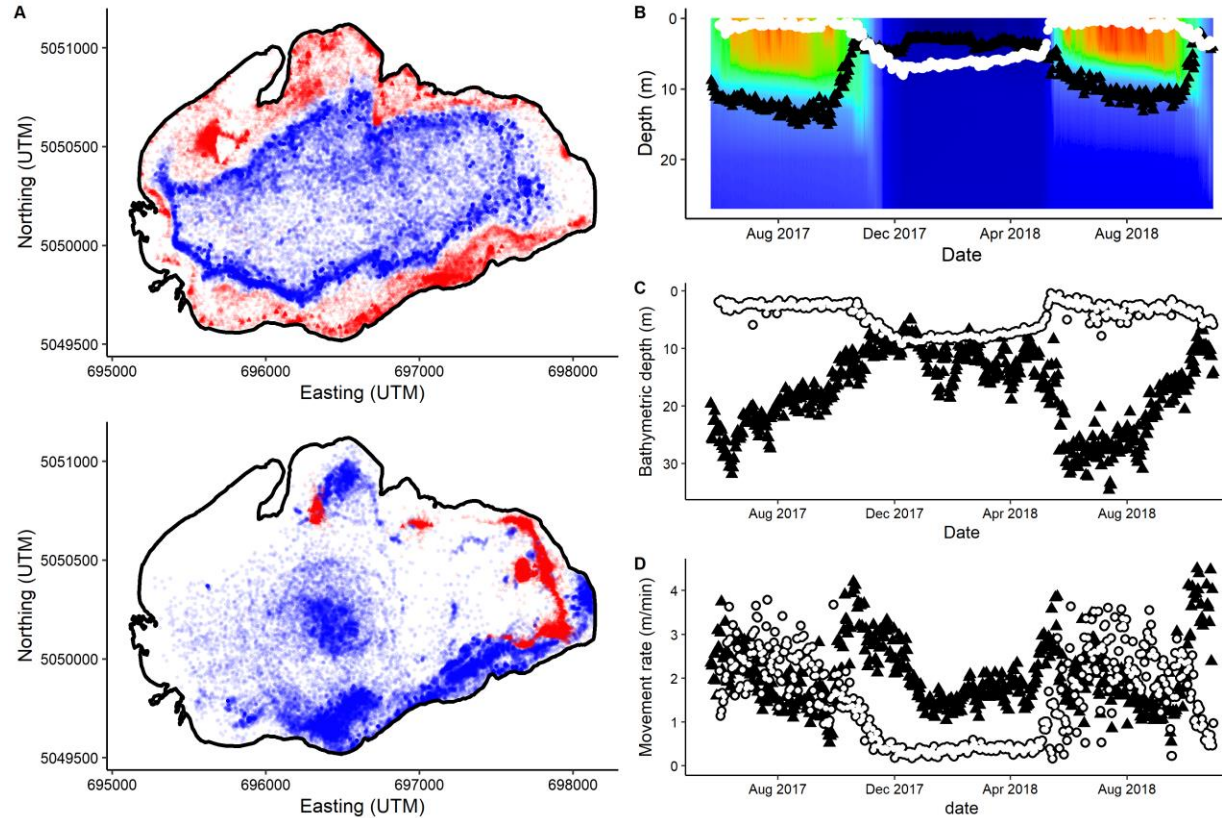 A
5051000
5050500
5050000
5049500
Northing (UTM)
695000 696000 697000 698000
Easting (UTM)
5051000
5050500
5050000
5049500
Northing (UTM)
695000 696000 697000 698000
Easting (UTM)
B
0
10
20
Depth (m)
Aug 2017 Dec 2017 Apr 2018 Aug 2018
Date
C
0
10
20
30
Bathymetric depth (m)
Aug 2017 Dec 2017 Apr 2018 Aug 2018
Date
D
4
3
2
1
0
Movement rate (m/min)
Aug 2017 Dec 2017 Apr 2018 Aug 2018
date